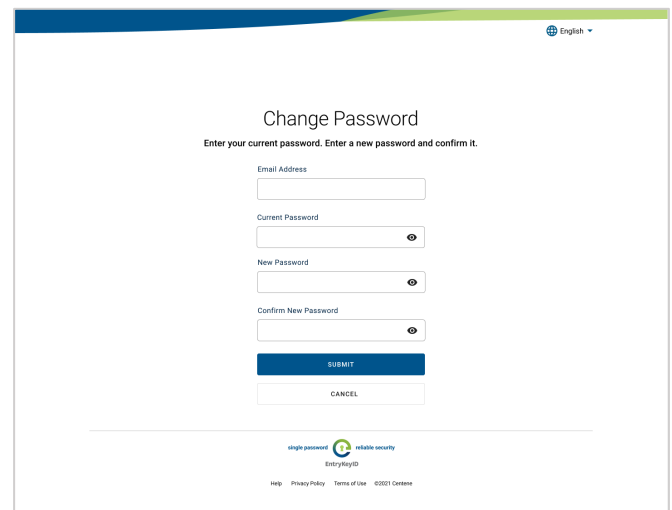 English
Change Password
Enter your current password. Enter a new password and confirm it.
Email Address
Current Password
New Password
Confirm New Password
SUBMIT
CANCEL
single password reliable security
EntryKeyID
Help Privacy Policy Terms of Use ©2021 Centene